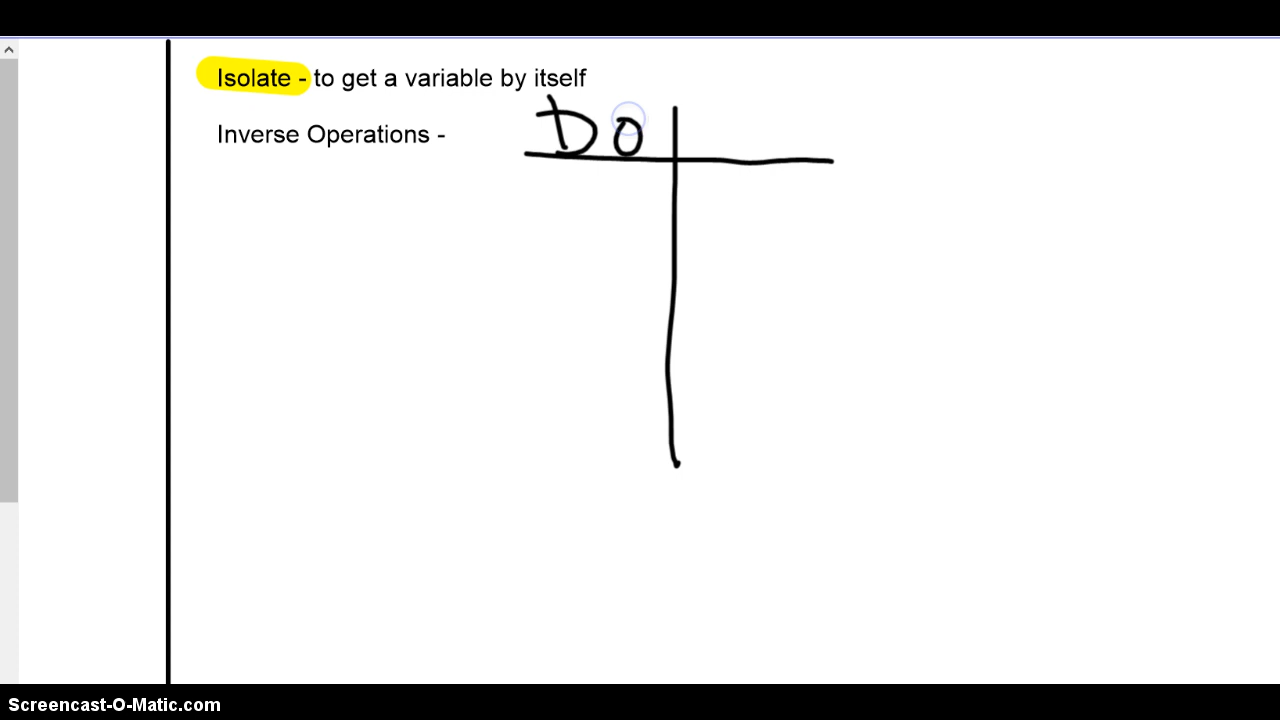 Isolate - to get a variable by itself
Inverse Operations -
DO
Screencast-O-Matic.com